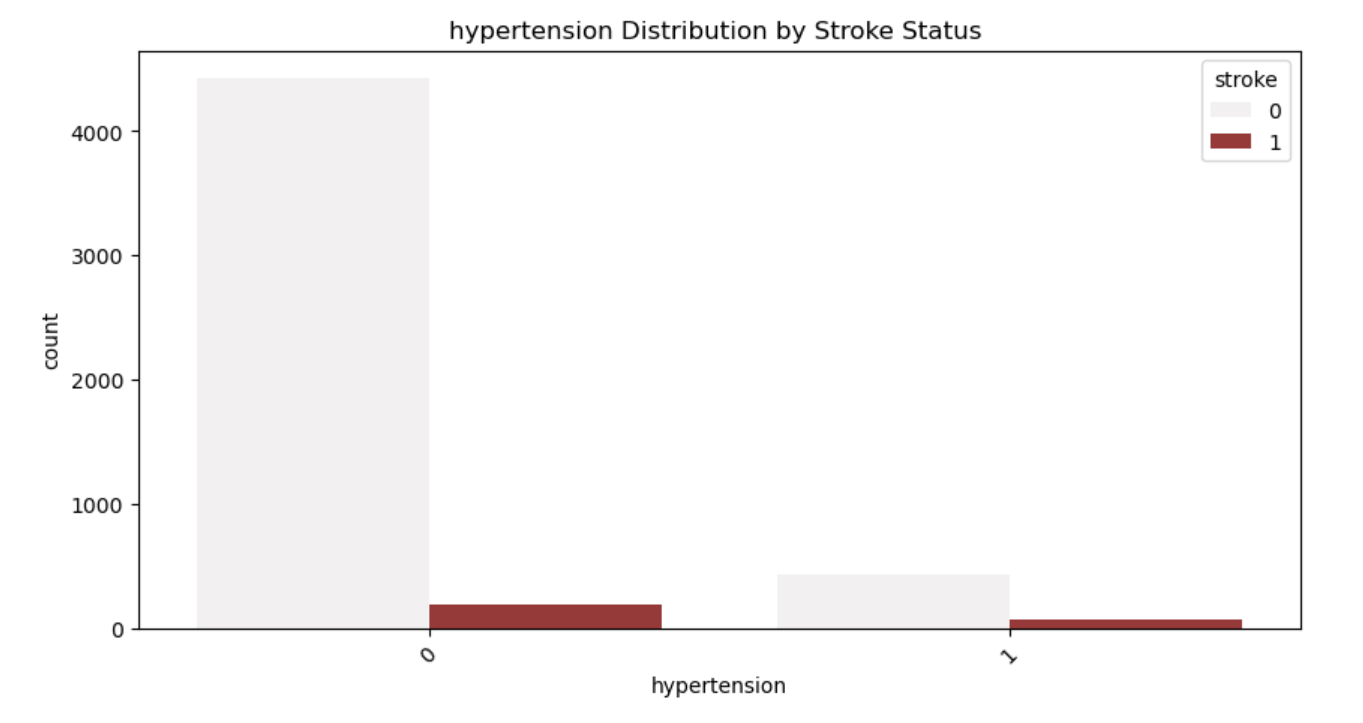 hypertension Distribution by Stroke Status
stroke
0
1
4000
3000
2000
1000
0
count
0
1
hypertension